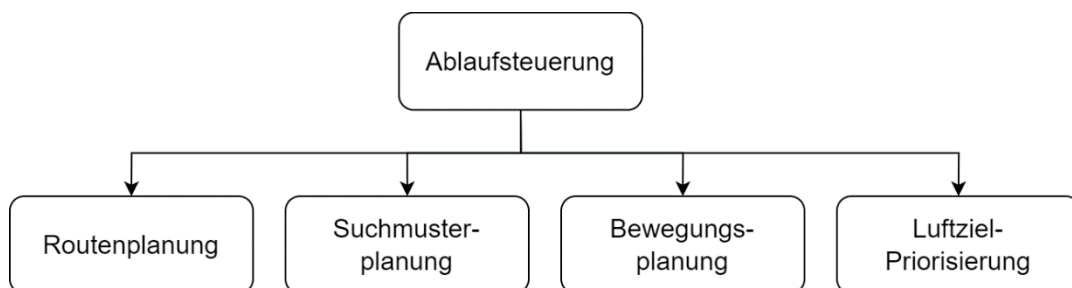 Ablaufsteuerung
Routenplanung
Suchmuster-
planung
Bewegungs-
planung
Luftziel-
Priorisierung